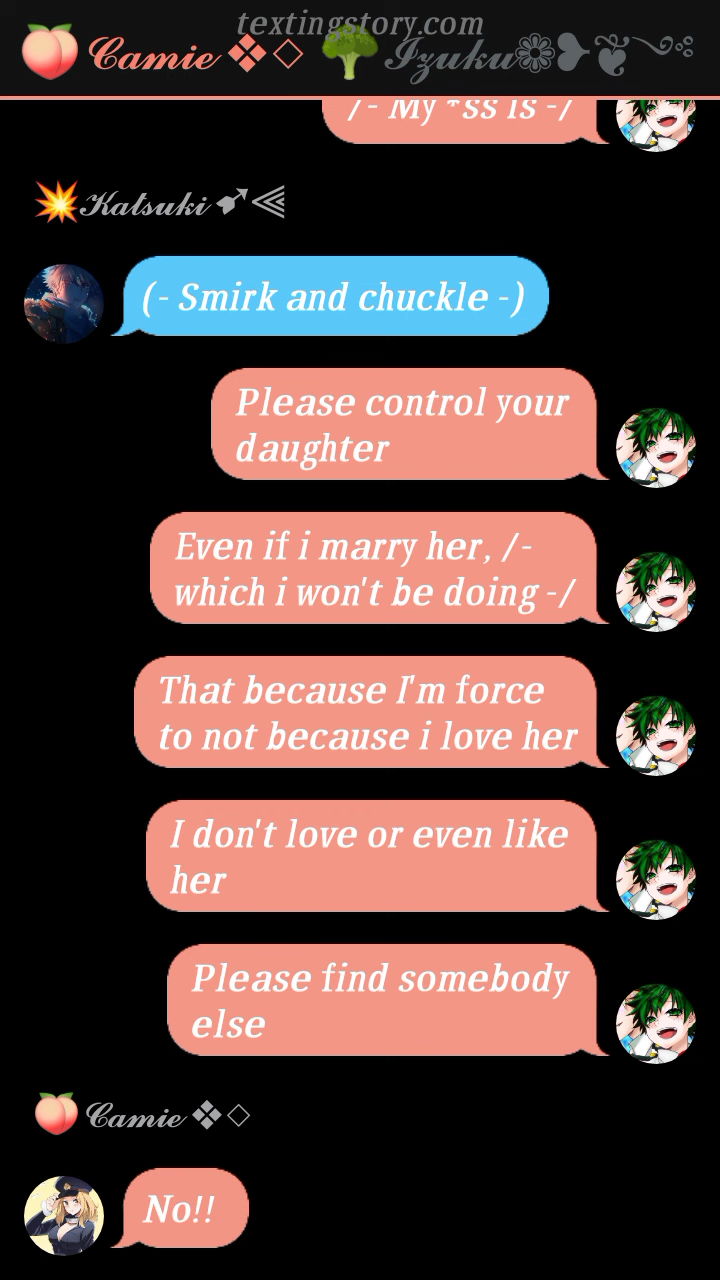 textingstory.com
🍑𝓒𝓪𝓶𝓲𝓮 ❖◇ 🥦𝓘𝔃𝓾𝓴𝓾❁❥❦
/- My *ss is -/
💥𝓚𝓪𝓽𝓼𝓾𝓴𝓲 ➶⫷
(- Smirk and chuckle -)
Please control your
daughter
Even if i marry her, /-
which i won't be doing -/
That because I'm force
to not because i love her
I don't love or even like
her
Please find somebody
else
🍑𝓒𝓪𝓶𝓲𝓮 ❖◇
No!!